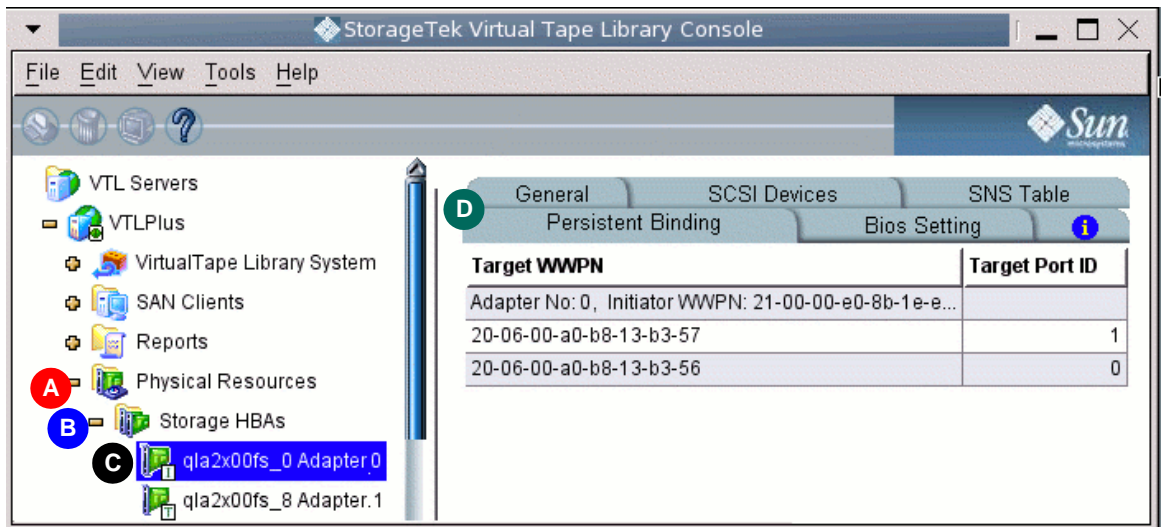 StorageTek Virtual Tape Library Console
File Edit View Tools Help
Sun
microsystems
VTL Servers
VTLPlus
VirtualTape Library System
SAN Clients
Reports
A Physical Resources
B Storage HBAs
C qla2x00fs_0 Adapter.0
I
qla2x00fs_8 Adapter.1
T
General SCSI Devices SNS Table
D Persistent Binding Bios Setting i
Target WWPN Target Port ID
Adapter No: 0, Initiator WWPN: 21-00-00-e0-8b-1e-e...
20-06-00-a0-b8-13-b3-57 1
20-06-00-a0-b8-13-b3-56 0